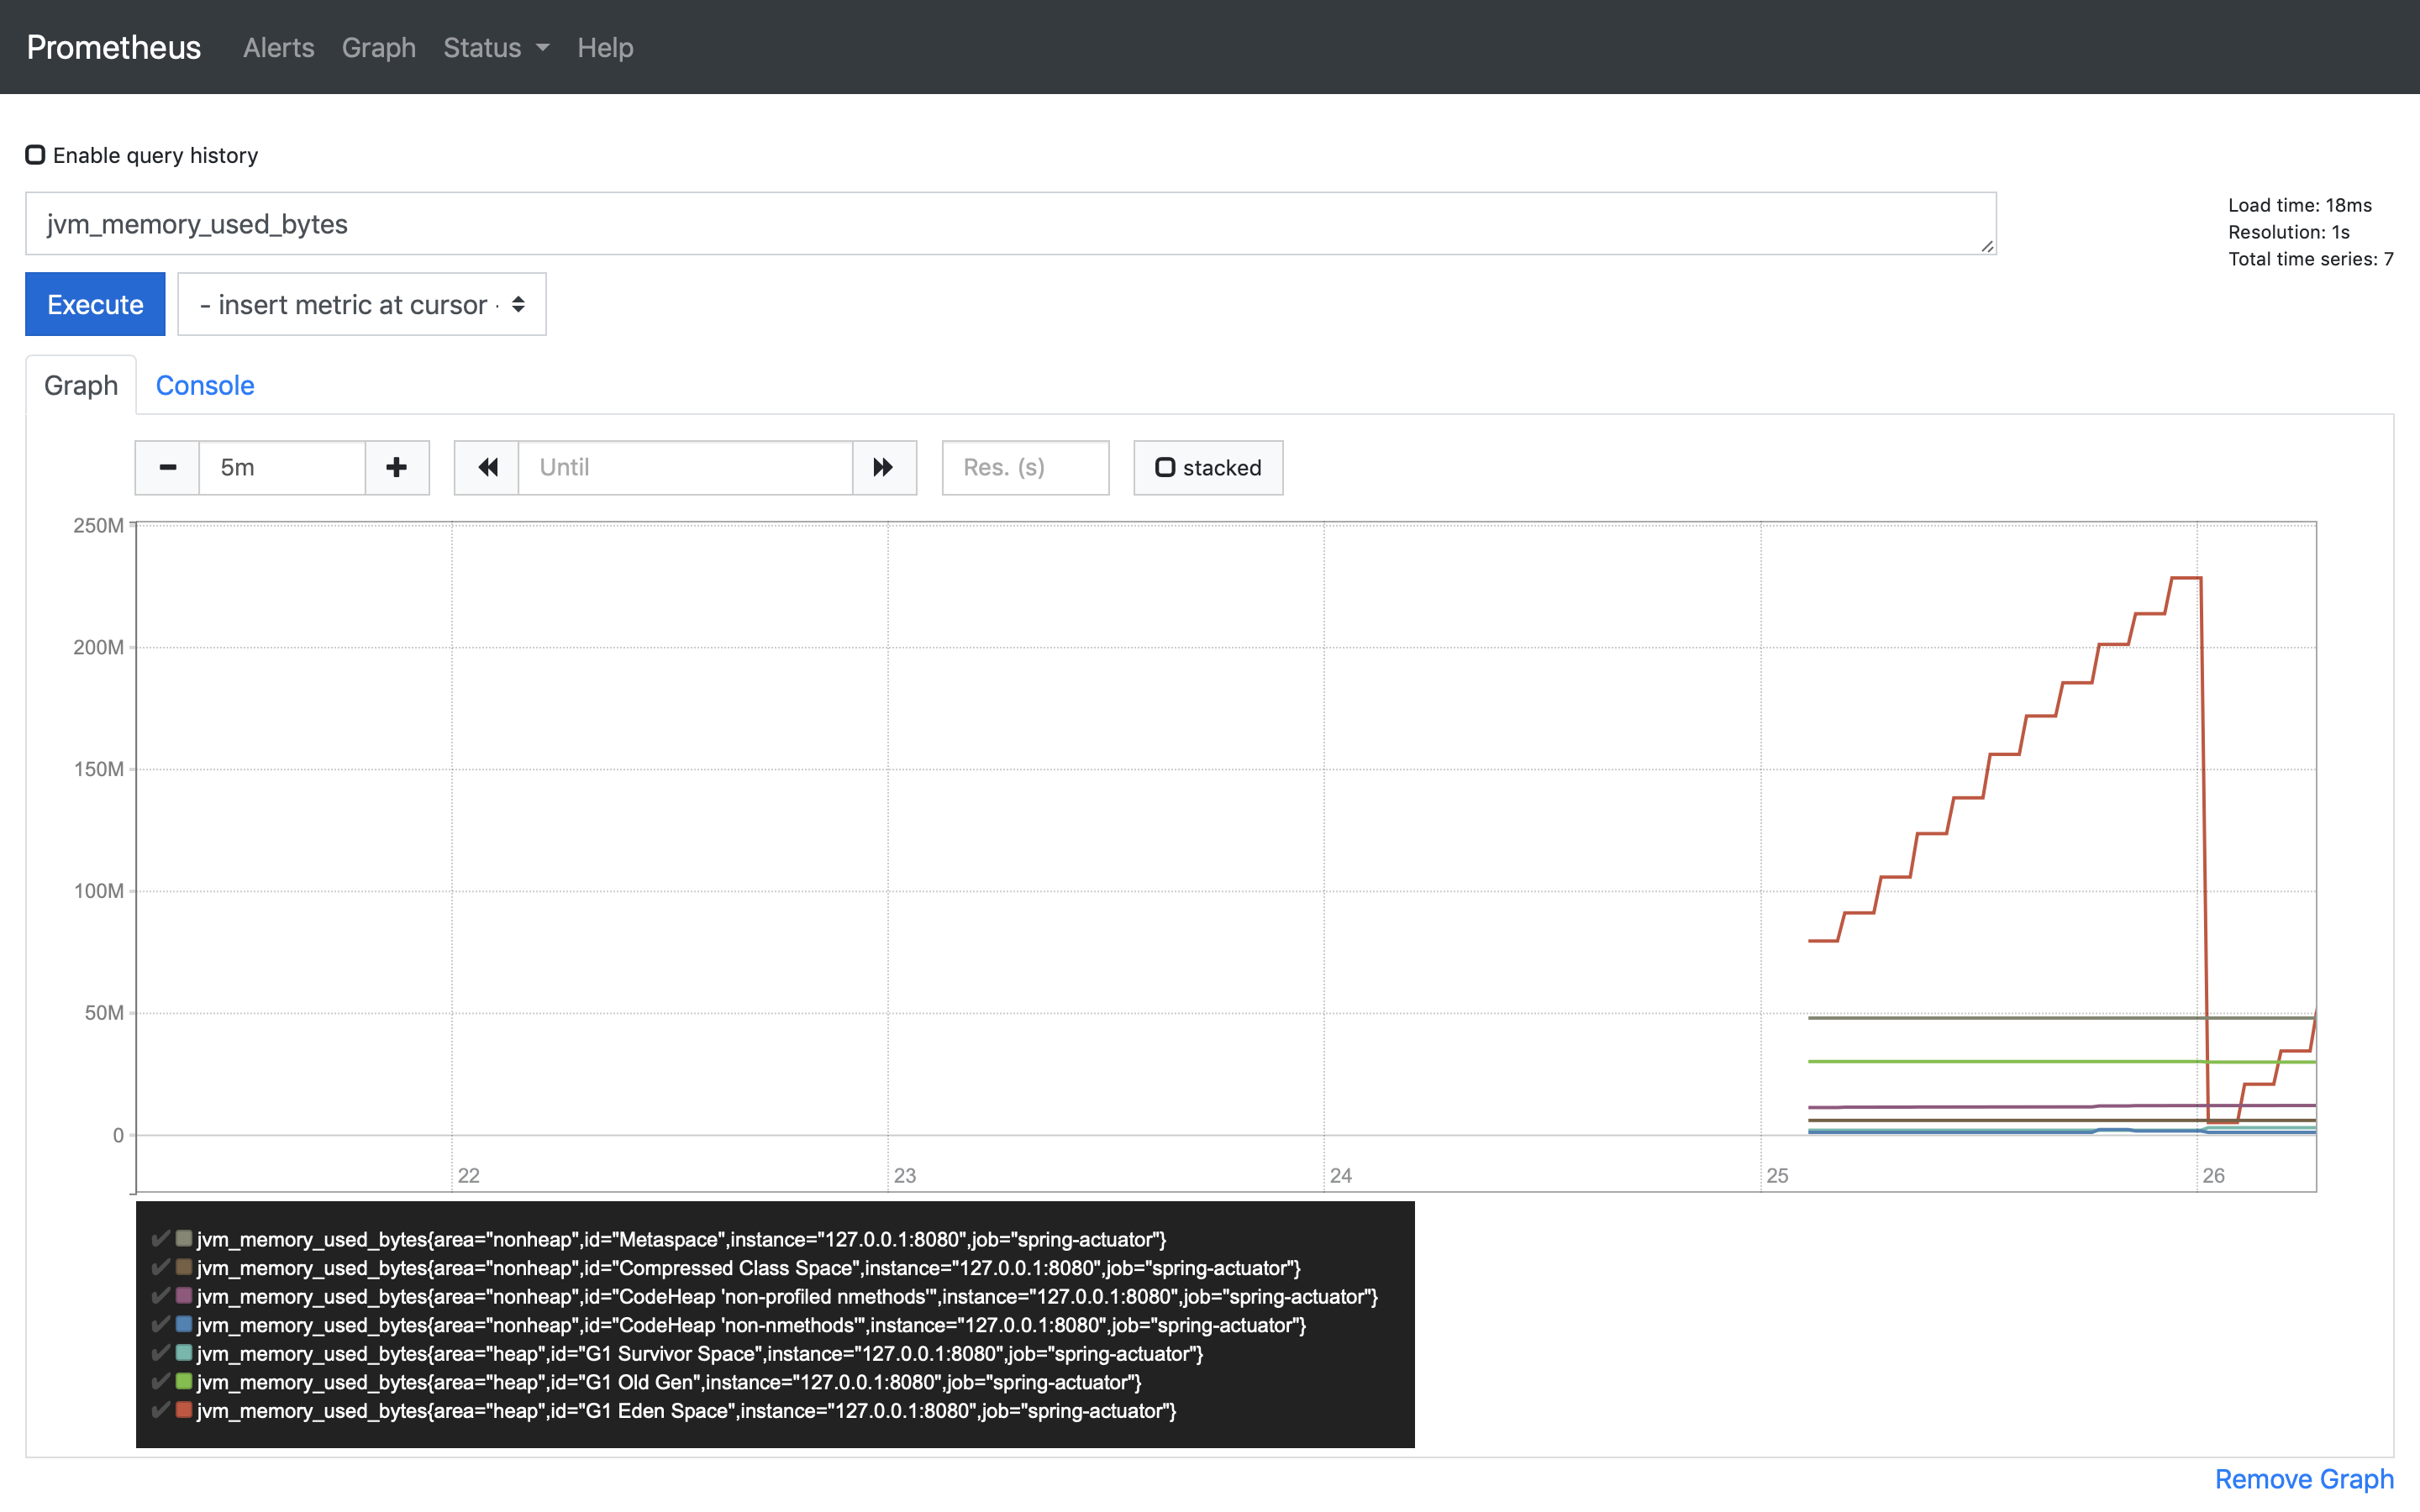 Prometheus Alerts Graph Status Help
Enable query history
jvm_memory_used_bytes
Load time: 18ms
Resolution: 1s
Total time series: 7
Execute - insert metric at cursor -
Graph Console
5m Until Res. (s) stacked
250M
200M
150M
100M
50M
0
22 23 24 25 26
jvm_memory_used_bytes{area="nonheap",id="Metaspace",instance="127.0.0.1:8080",job="spring-actuator"}
jvm_memory_used_bytes{area="nonheap",id="Compressed Class Space",instance="127.0.0.1:8080",job="spring-actuator"}
jvm_memory_used_bytes{area="nonheap",id="CodeHeap 'non-profiled nmethods'",instance="127.0.0.1:8080",job="spring-actuator"}
jvm_memory_used_bytes{area="nonheap",id="CodeHeap 'non-nmethods'",instance="127.0.0.1:8080",job="spring-actuator"}
jvm_memory_used_bytes{area="heap",id="G1 Survivor Space",instance="127.0.0.1:8080",job="spring-actuator"}
jvm_memory_used_bytes{area="heap",id="G1 Old Gen",instance="127.0.0.1:8080",job="spring-actuator"}
jvm_memory_used_bytes{area="heap",id="G1 Eden Space",instance="127.0.0.1:8080",job="spring-actuator"}
Remove Graph